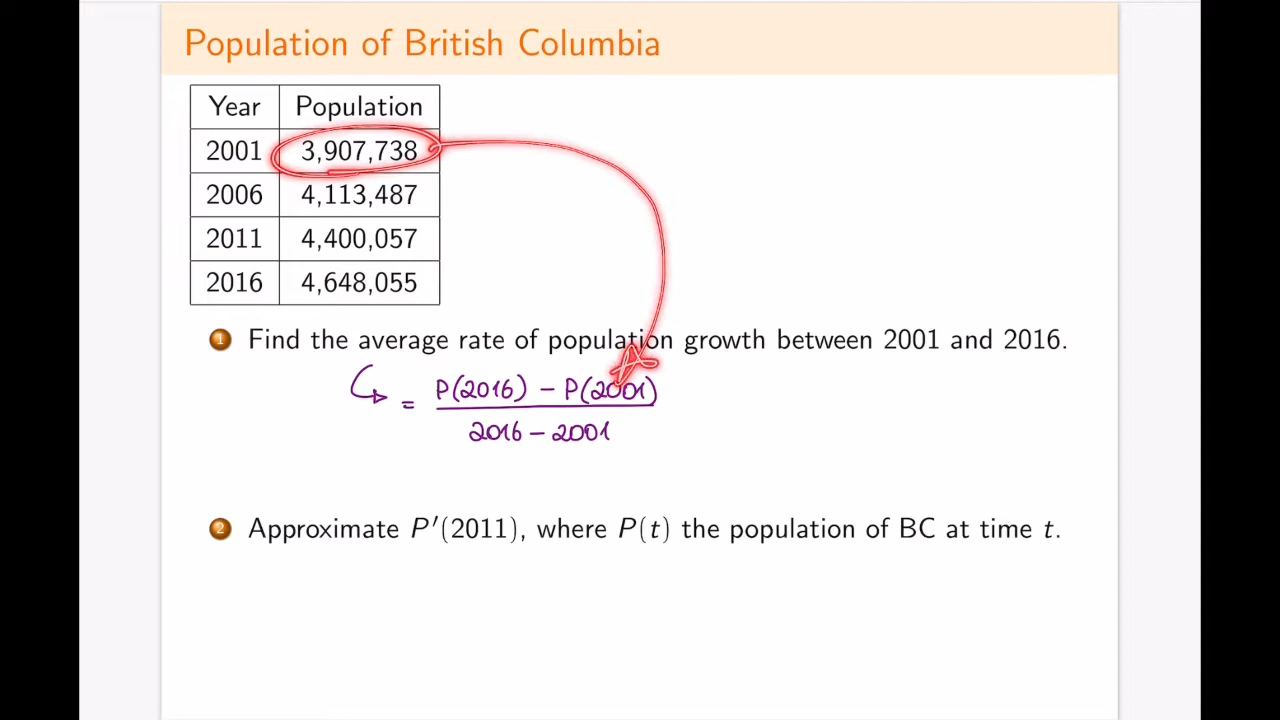 Population of British Columbia
Year Population
2001 3,907,738
2006 4,113,487
2011 4,400,057
2016 4,648,055
1 Find the average rate of population growth between 2001 and 2016.
= P(2016) − P(2001)
2016 − 2001
2 Approximate P′(2011), where P(t) the population of BC at time t.